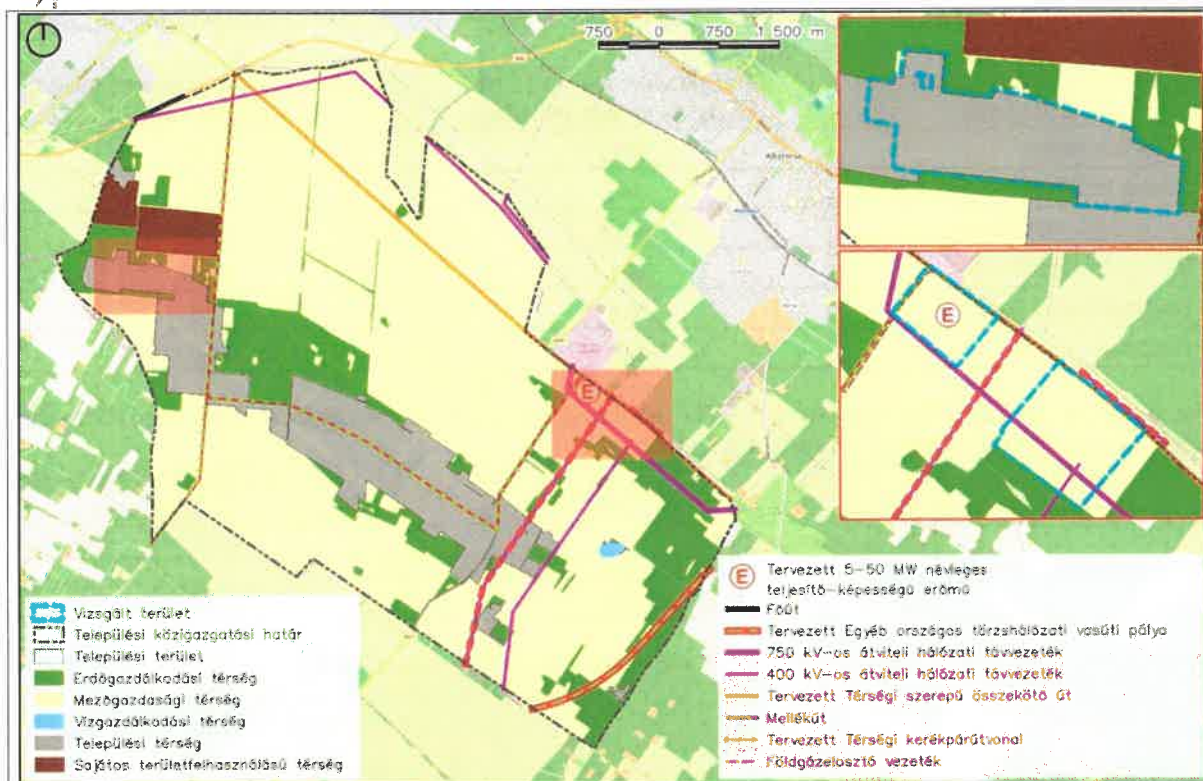 750 0 750 1 500 m
E
E
Vizsgált terület
Települési közigazgatási határ
Települési terület
Erdőgazdálkodási térség
Mezőgazdasági térség
Vízgazdálkodási térség
Települési térség
Sajátos területfelhasználású térség
E
Tervezett 5-50 MW névleges
teljesítő-képességű erőmű
Főút
Tervezett Egyéb országos törzshálózati vasúti pálya
750 kV-os átviteli hálózati távvezeték
400 kV-os átviteli hálózati távvezeték
Tervezett Térségi szerepű összekötő út
Mellékút
Tervezett Térségi kerékpárútvonal
Földgázelosztó vezeték